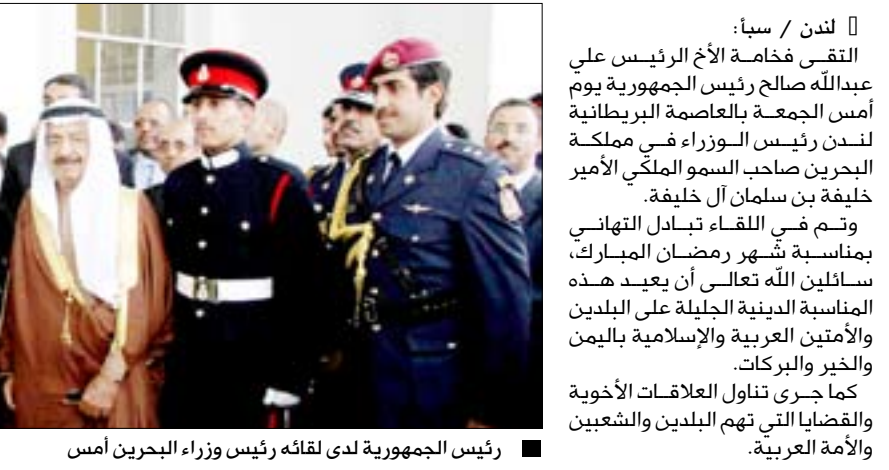 لندن / سبأ:
التقى فخامة الأخ الرئيس علي
عبدالله صالح رئيس الجمهورية يوم
أمس الجمعة بالعاصمة البريطانية
لندن رئيس الوزراء في مملكة
البحرين صاحب السمو الملكي الأمير
خليفة بن سلمان آل خليفة.
وتم في اللقاء تبادل التهاني
بمناسبة شهر رمضان المبارك،
سائلين الله تعالى أن يعيد هذه
المناسبة الدينية الجليلة على البلدين
والأمتين العربية والإسلامية باليمن
والخير والبركات.
كما جرى تناول العلاقات الأخوية
والقضايا التي تهم البلدين والشعبين
والأمة العربية.
رئيس الجمهورية لدى لقائه رئيس وزراء البحرين أمس